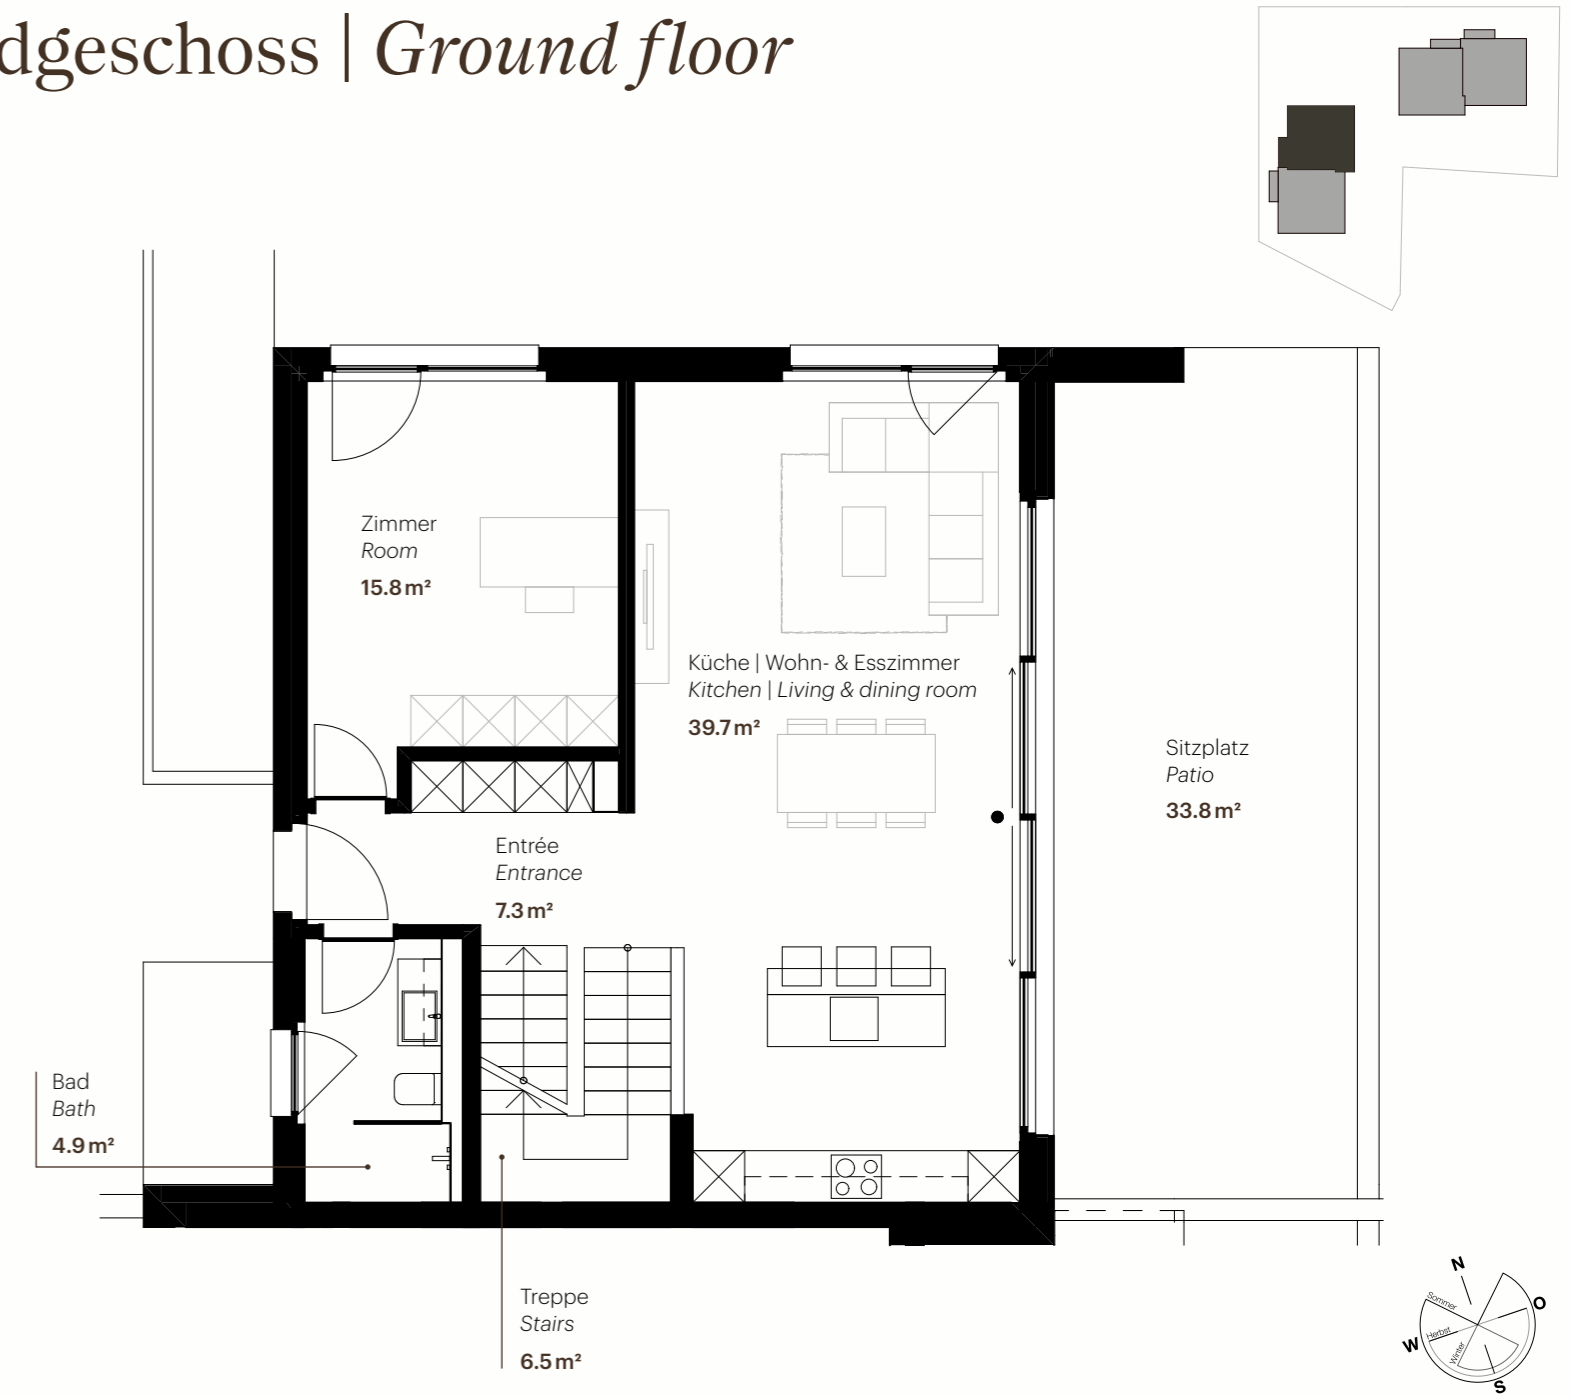 dgeschoss | Ground floor
Zimmer
Room
15.8 m²
Küche | Wohn- & Esszimmer
Kitchen | Living & dining room
39.7 m²
Sitzplatz
Patio
33.8 m²
Entrée
Entrance
7.3 m²
Bad
Bath
4.9 m²
Treppe
Stairs
6.5 m²
N
Sommer
O
Herbst
W
Winter
S